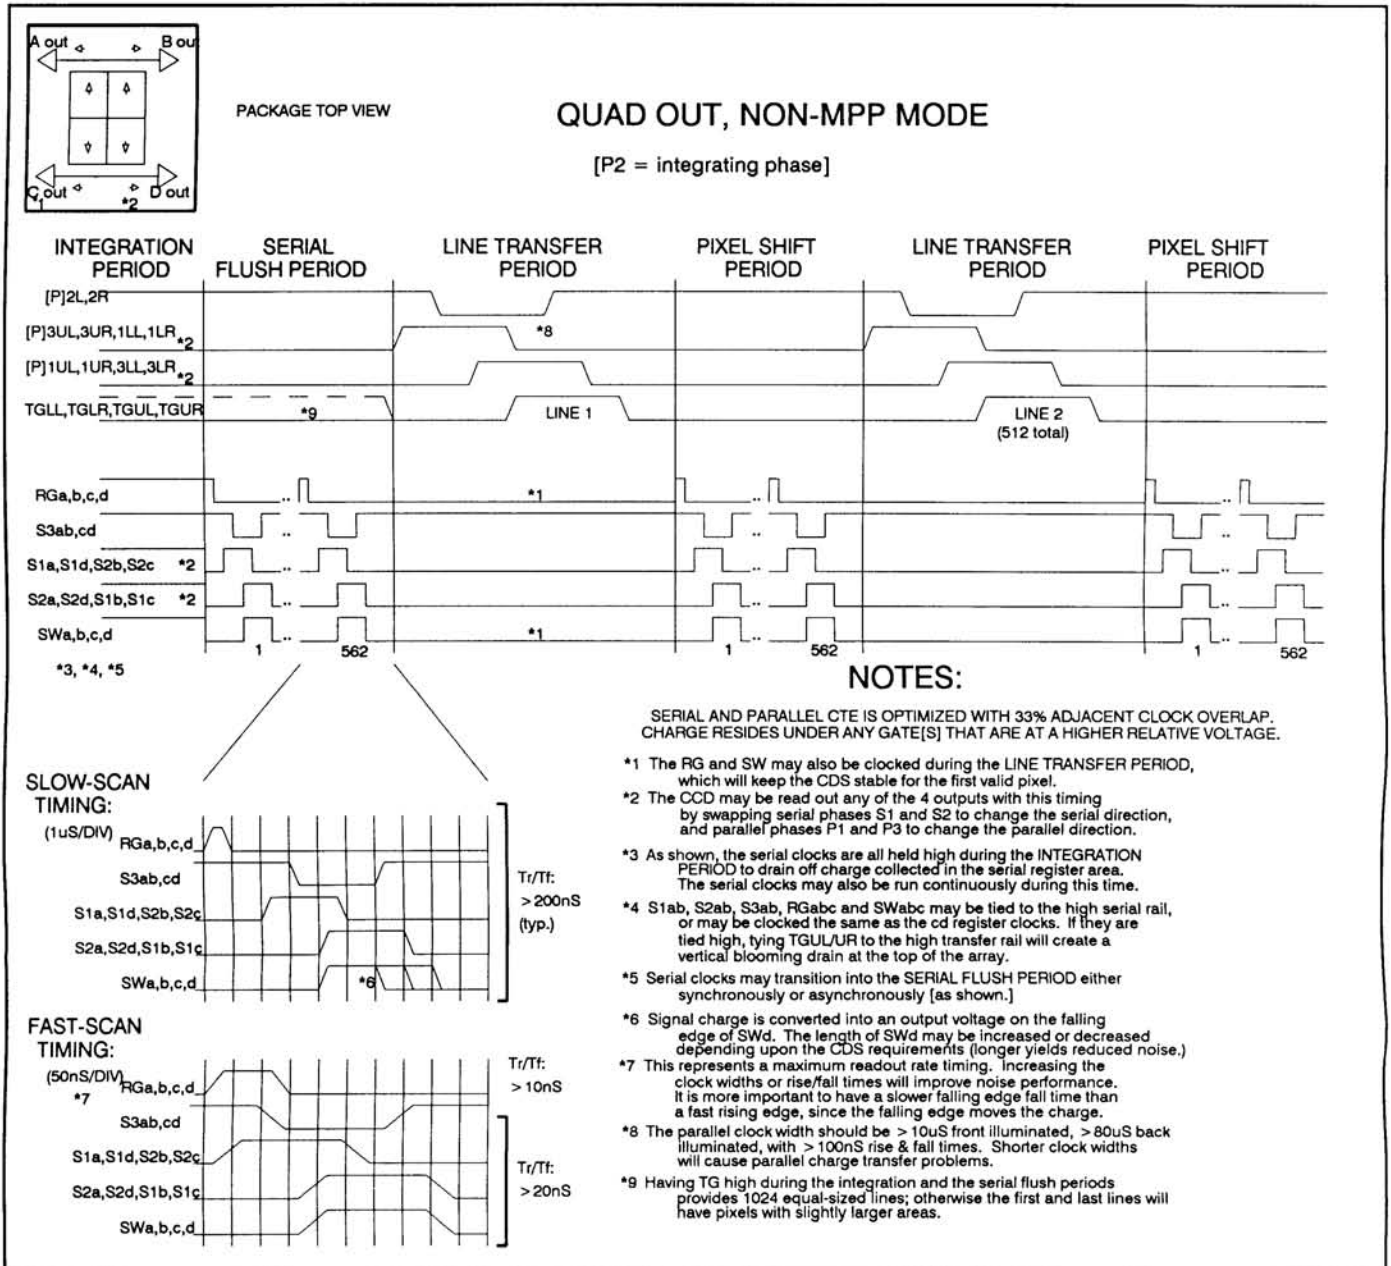 A out
B out
PACKAGE TOP VIEW
QUAD OUT, NON-MPP MODE
[P2 = integrating phase]
C out
D out
*1
*2
INTEGRATION PERIOD
SERIAL FLUSH PERIOD
LINE TRANSFER PERIOD
PIXEL SHIFT PERIOD
LINE TRANSFER PERIOD
PIXEL SHIFT PERIOD
[P]2L,2R
[P]3UL,3UR,1LL,1LR *2
*8
[P]1UL,1UR,3LL,3LR *2
TGLL,TGLR,TGUL,TGUR
*9
LINE 1
LINE 2
(512 total)
RGa,b,c,d
*1
S3ab,cd
S1a,S1d,S2b,S2c *2
S2a,S2d,S1b,S1c *2
SWa,b,c,d
*1
1 562 1 562 1 562
*3, *4, *5
NOTES:
SERIAL AND PARALLEL CTE IS OPTIMIZED WITH 33% ADJACENT CLOCK OVERLAP.
CHARGE RESIDES UNDER ANY GATE[S] THAT ARE AT A HIGHER RELATIVE VOLTAGE.
*1 The RG and SW may also be clocked during the LINE TRANSFER PERIOD,
which will keep the CDS stable for the first valid pixel.
*2 The CCD may be read out any of the 4 outputs with this timing
by swapping serial phases S1 and S2 to change the serial direction,
and parallel phases P1 and P3 to change the parallel direction.
*3 As shown, the serial clocks are all held high during the INTEGRATION
PERIOD to drain off charge collected in the serial register area.
The serial clocks may also be run continuously during this time.
*4 S1ab, S2ab, S3ab, RGabc and SWabc may be tied to the high serial rail,
or may be clocked the same as the cd register clocks. If they are
tied high, tying TGUL/UR to the high transfer rail will create a
vertical blooming drain at the top of the array.
*5 Serial clocks may transition into the SERIAL FLUSH PERIOD either
synchronously or asynchronously [as shown.]
*6 Signal charge is converted into an output voltage on the falling
edge of SWd. The length of SWd may be increased or decreased
depending upon the CDS requirements (longer yields reduced noise.)
*7 This represents a maximum readout rate timing. Increasing the
clock widths or rise/fall times will improve noise performance.
It is more important to have a slower falling edge fall time than
a fast rising edge, since the falling edge moves the charge.
*8 The parallel clock width should be > 10uS front illuminated, > 80uS back
illuminated, with > 100nS rise & fall times. Shorter clock widths
will cause parallel charge transfer problems.
*9 Having TG high during the integration and the serial flush periods
provides 1024 equal-sized lines; otherwise the first and last lines will
have pixels with slightly larger areas.
SLOW-SCAN
TIMING:
(1uS/DIV)
RGa,b,c,d
S3ab,cd
S1a,S1d,S2b,S2c
S2a,S2d,S1b,S1c
SWa,b,c,d
*6
Tr/Tf:
>200nS
(typ.)
FAST-SCAN
TIMING:
(50nS/DIV)
*7
RGa,b,c,d
S3ab,cd
S1a,S1d,S2b,S2c
S2a,S2d,S1b,S1c
SWa,b,c,d
Tr/Tf:
>10nS
Tr/Tf:
>20nS